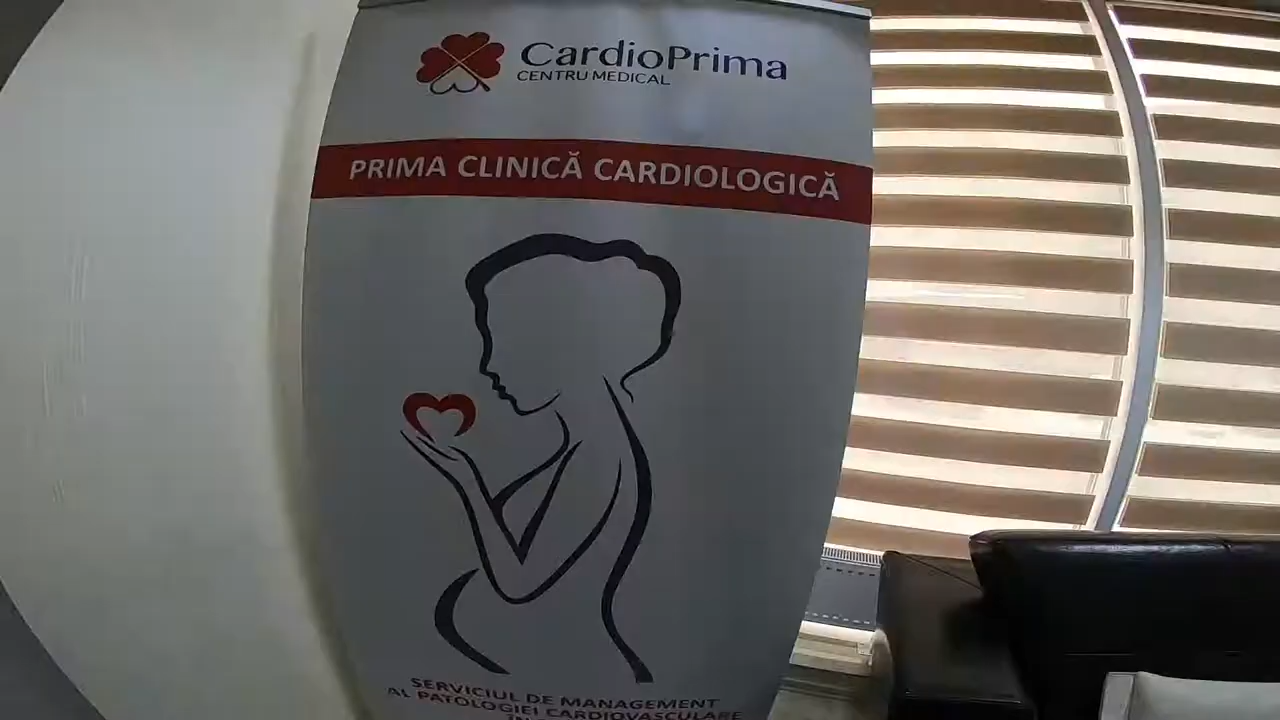 CardioPrima
CENTRU MEDICAL
PRIMA CLINICĂ CARDIOLOGICĂ
SERVICIUL DE MANAGEMENT
AL PATOLOGIEI CARDIOVASCULARE